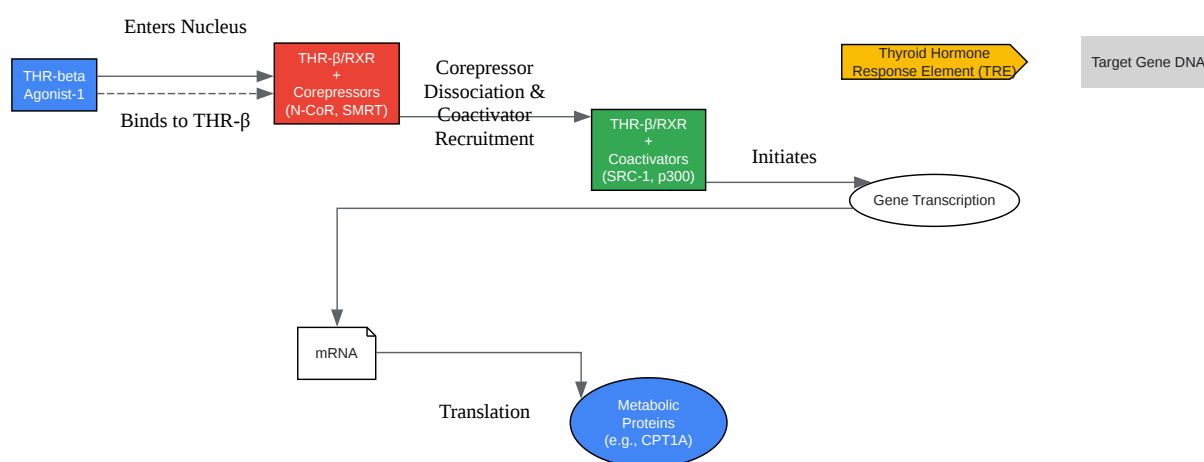 Enters Nucleus
THR-beta
Agonist-1
Binds to THR-β
THR-β/RXR
+
Corepressors
(N-CoR, SMRT)
Corepressor
Dissociation &
Coactivator
Recruitment
THR-β/RXR
+
Coactivators
(SRC-1, p300)
Thyroid Hormone
Response Element (TRE)
Target Gene DNA
Initiates
Gene Transcription
mRNA
Translation
Metabolic
Proteins
(e.g., CPT1A)